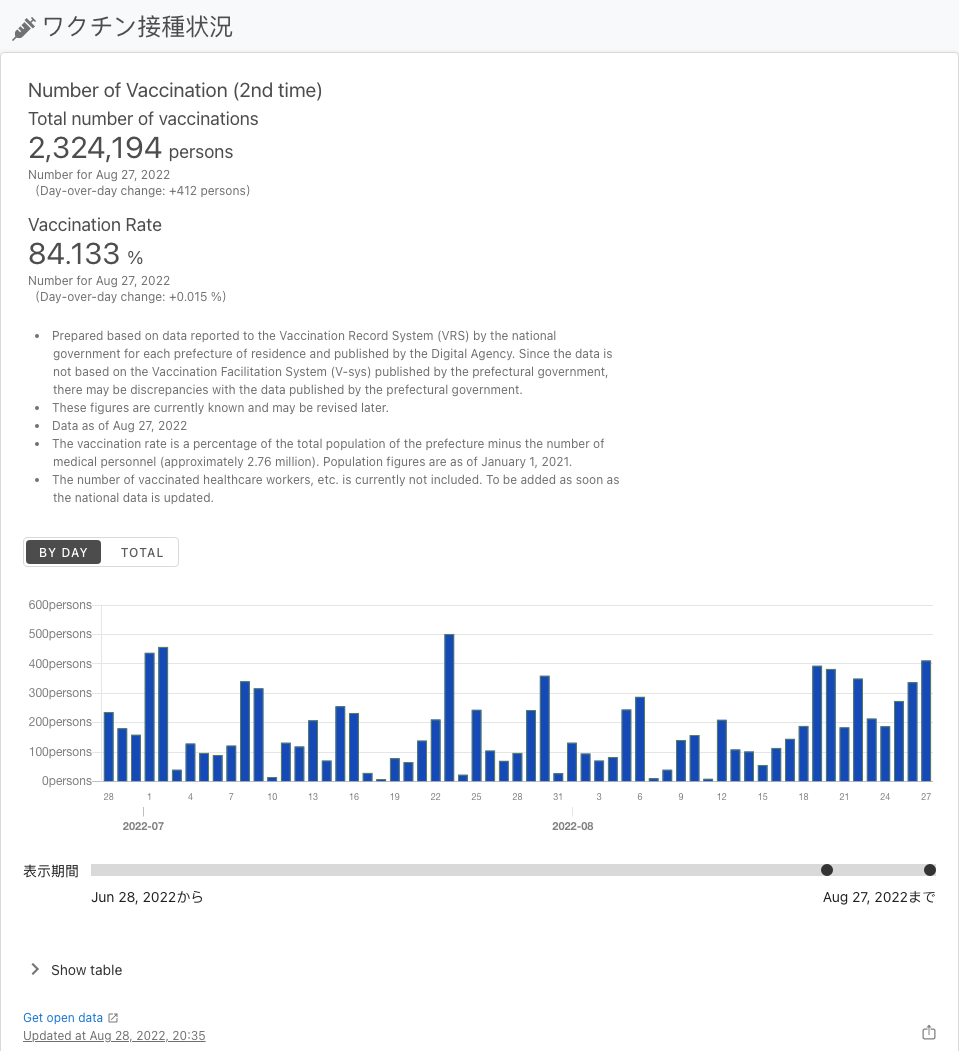 ワクチン接種状況
Number of Vaccination (2nd time)
Total number of vaccinations
2,324,194 persons
Number for Aug 27, 2022
(Day-over-day change: +412 persons)
Vaccination Rate
84.133 %
Number for Aug 27, 2022
(Day-over-day change: +0.015 %)
• Prepared based on data reported to the Vaccination Record System (VRS) by the national
government for each prefecture of residence and published by the Digital Agency. Since the data is
not based on the Vaccination Facilitation System (V-sys) published by the prefectural government,
there may be discrepancies with the data published by the prefectural government.
• These figures are currently known and may be revised later.
• Data as of Aug 27, 2022
• The vaccination rate is a percentage of the total population of the prefecture minus the number of
medical personnel (approximately 2.76 million). Population figures are as of January 1, 2021.
• The number of vaccinated healthcare workers, etc. is currently not included. To be added as soon as
the national data is updated.
BY DAY TOTAL
600persons
500persons
400persons
300persons
200persons
100persons
0persons
28 1 4 7 10 13 16 19 22 25 28 31 3 6 9 12 15 18 21 24 27
2022-07 2022-08
表示期間
Jun 28, 2022から Aug 27, 2022まで
Show table
Get open data
Updated at Aug 28, 2022, 20:35